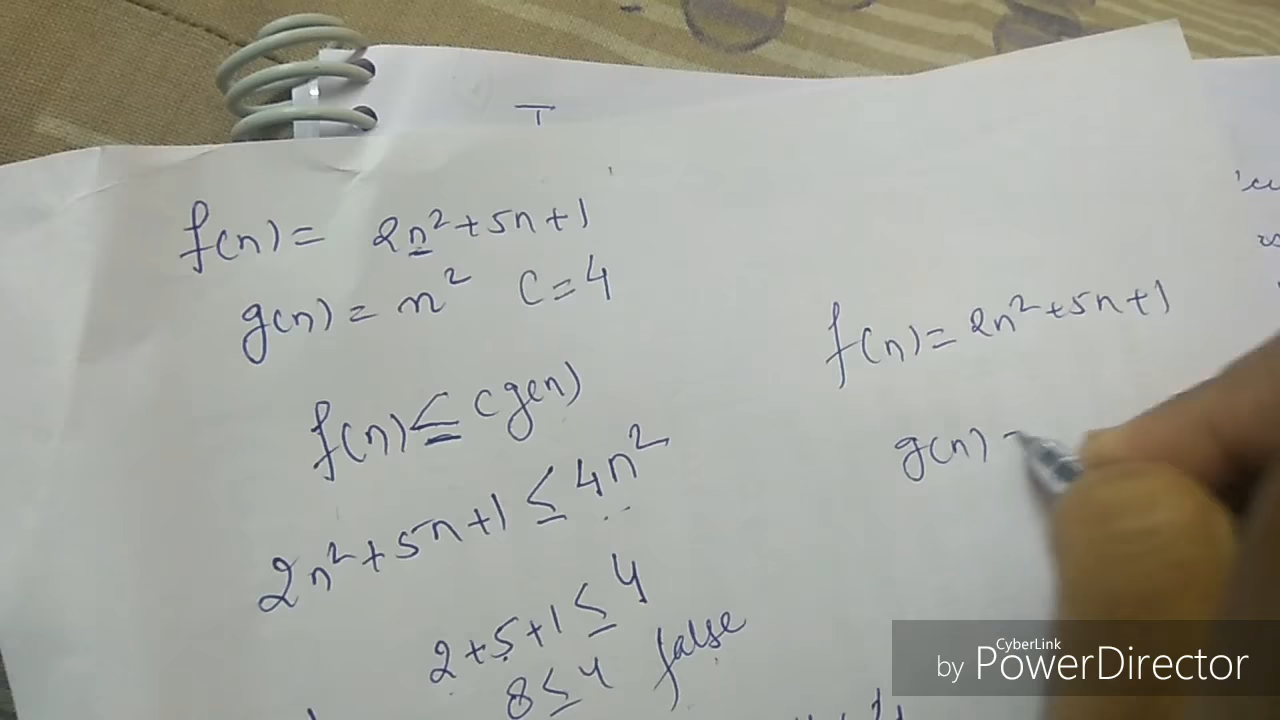 f(n) = 2n²+5n+1
g(n) = n² C=4
f(n) ≤ cg(n)
2n²+5n+1 ≤ 4n²
2+5+1 ≤ 4
8 ≤ 4 false
f(n) = 2n²+5n+1
g(n) =
CyberLink
by PowerDirector